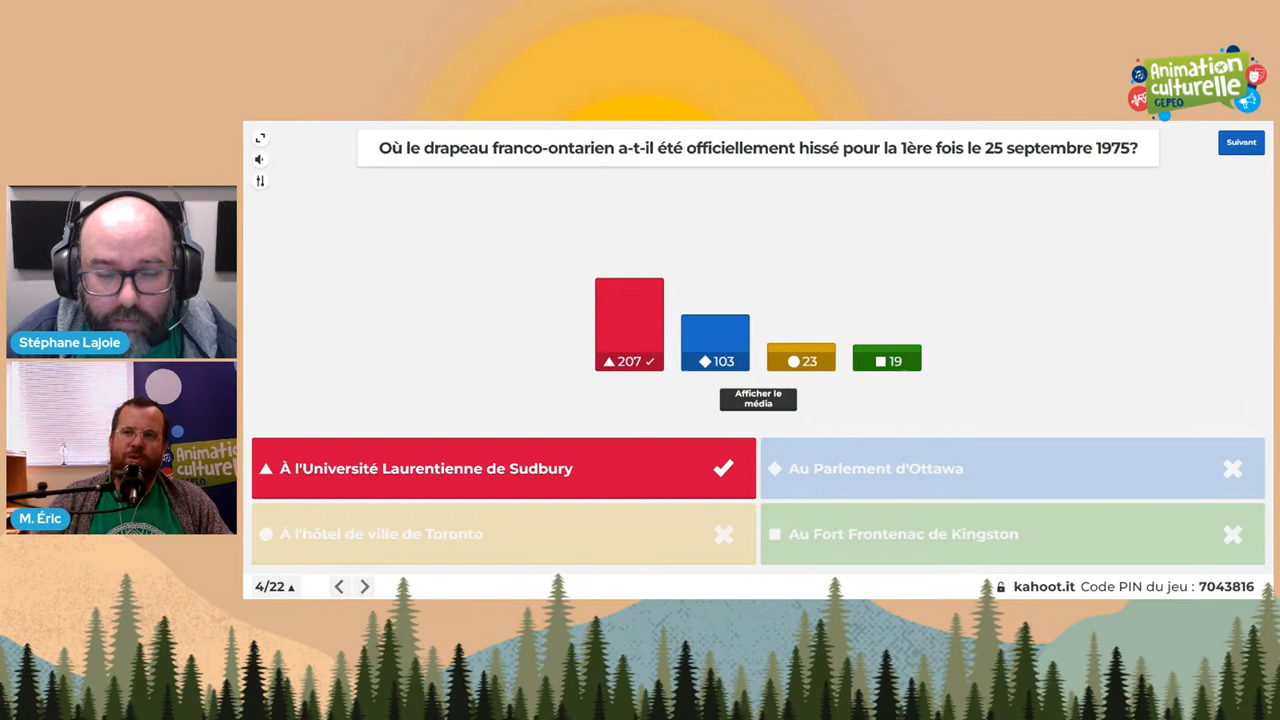 Animation
culturelle
CEPEO
Où le drapeau franco-ontarien a-t-il été officiellement hissé pour la 1ère fois le 25 septembre 1975?
Suivant
207
103
23
19
Afficher le
média
À l'Université Laurentienne de Sudbury
Au Parlement d'Ottawa
À l'hôtel de ville de Toronto
Au Fort Frontenac de Kingston
4/22
kahoot.it Code PIN du jeu : 7043816
Stéphane Lajoie
Animation
culturelle
M. Éric